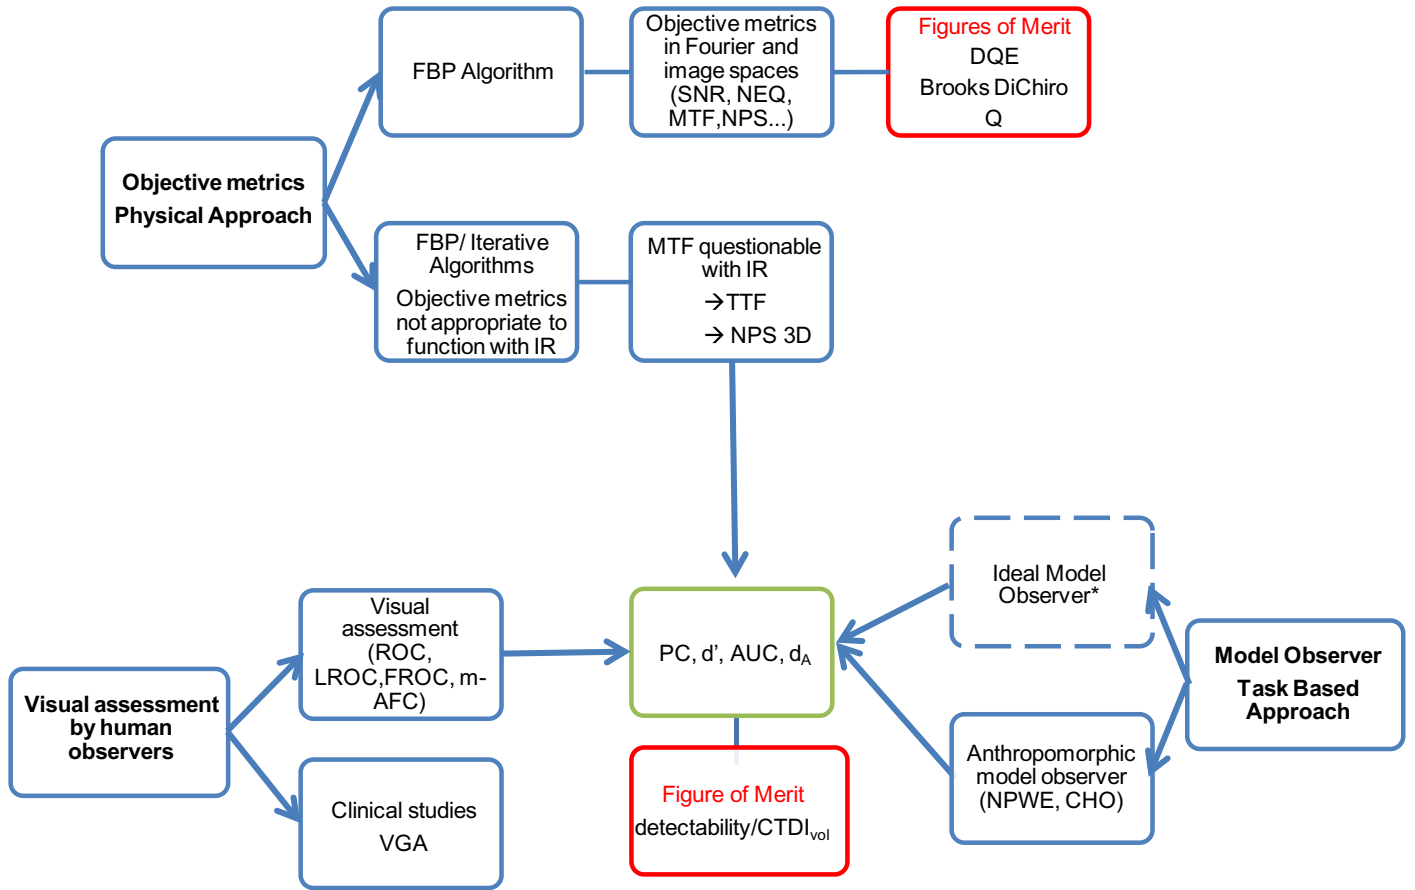 Objective metrics
Physical Approach
FBP Algorithm
Objective metrics
in Fourier and
image spaces
(SNR, NEQ,
MTF,NPS...)
Figures of Merit
DQE
Brooks DiChiro
Q
FBP/ Iterative
Algorithms
Objective metrics
not appropriate to
function with IR
MTF questionable
with IR
→TTF
→ NPS 3D
Visual assessment
by human
observers
Visual
assessment
(ROC,
LROC,FROC, m-
AFC)
Clinical studies
VGA
PC, d’, AUC, dA
Figure of Merit
detectability/CTDIvol
Ideal Model
Observer*
Anthropomorphic
model observer
(NPWE, CHO)
Model Observer
Task Based
Approach